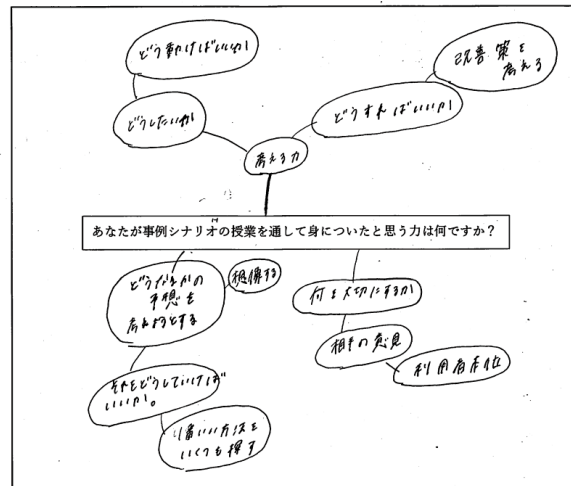 どう動けばいいか
どうしたいか
改善策を
考える
どうすればいいか
考える力
あなたが事例シナリオの授業を通して身についたと思う力は何ですか?
どうなるかの
予想を
考えようとする
想像する
何を大切にするか
相手の意見
利用者本位
それをどうしていけば
いいか。
1番いい方法を
いくつも探す